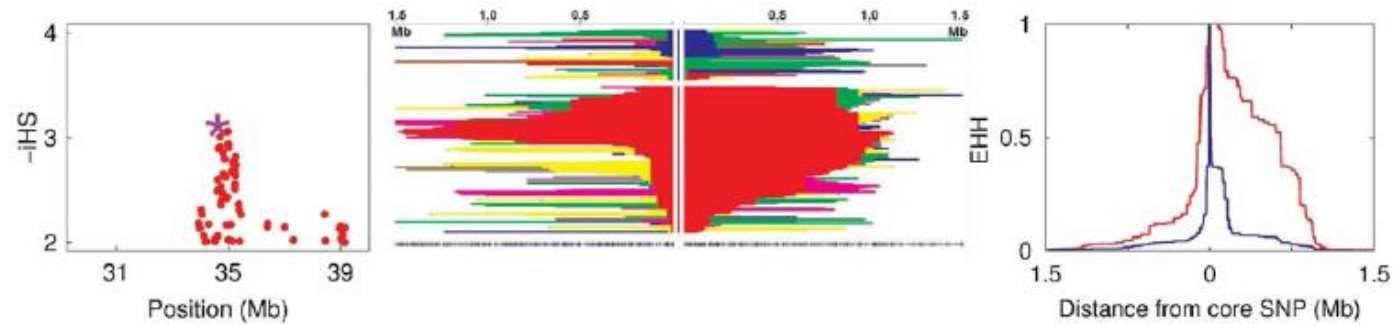 4
3
2
-iHS
31 35 39
Position (Mb)
1.5 1,0 0,5 0.5 1.0 1.5
Mb Mb
1
0.5
0
EHH
1.5 0 1.5
Distance from core SNP (Mb)